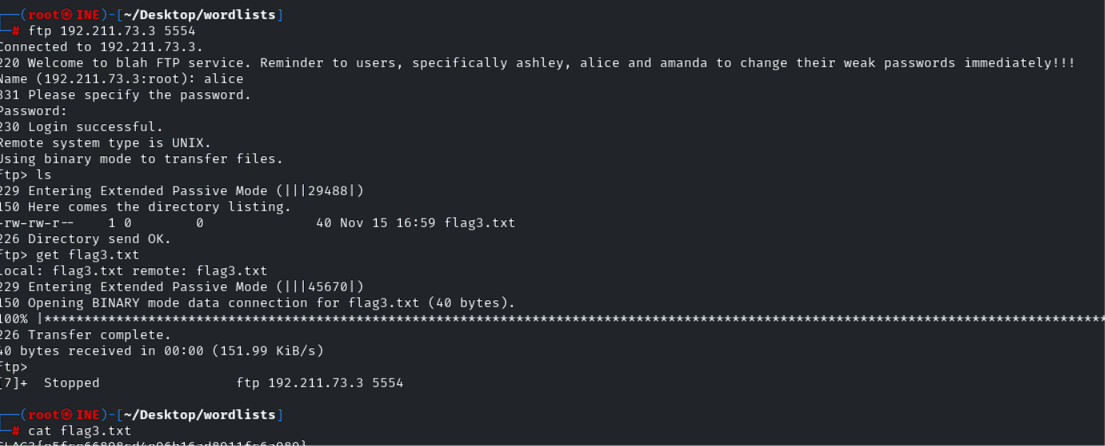 (root㉿INE)-[~/Desktop/wordlists]
# ftp 192.211.73.3 5554
Connected to 192.211.73.3.
220 Welcome to blah FTP service. Reminder to users, specifically ashley, alice and amanda to change their weak passwords immediately!!!
Name (192.211.73.3:root): alice
331 Please specify the password.
Password:
230 Login successful.
Remote system type is UNIX.
Using binary mode to transfer files.
ftp> ls
229 Entering Extended Passive Mode (|||29488|)
150 Here comes the directory listing.
-rw-rw-r-- 1 0 0 40 Nov 15 16:59 flag3.txt
226 Directory send OK.
ftp> get flag3.txt
local: flag3.txt remote: flag3.txt
229 Entering Extended Passive Mode (|||45670|)
150 Opening BINARY mode data connection for flag3.txt (40 bytes).
100% |***********************************************************************************************************************************
226 Transfer complete.
40 bytes received in 00:00 (151.99 KiB/s)
ftp>
[7]+ Stopped ftp 192.211.73.3 5554
(root㉿INE)-[~/Desktop/wordlists]
# cat flag3.txt